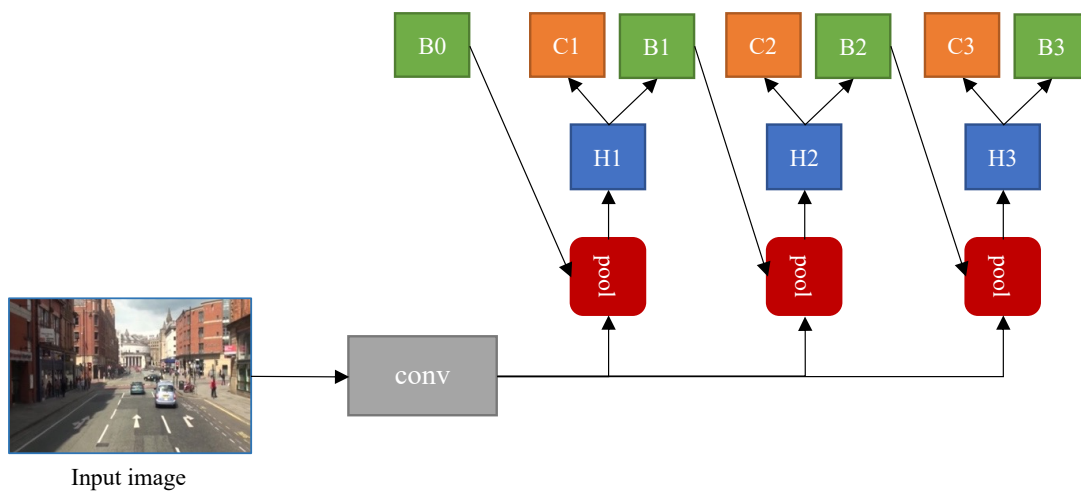 B0 C1 B1 C2 B2 C3 B3
H1 H2 H3
pool pool pool
conv
Input image